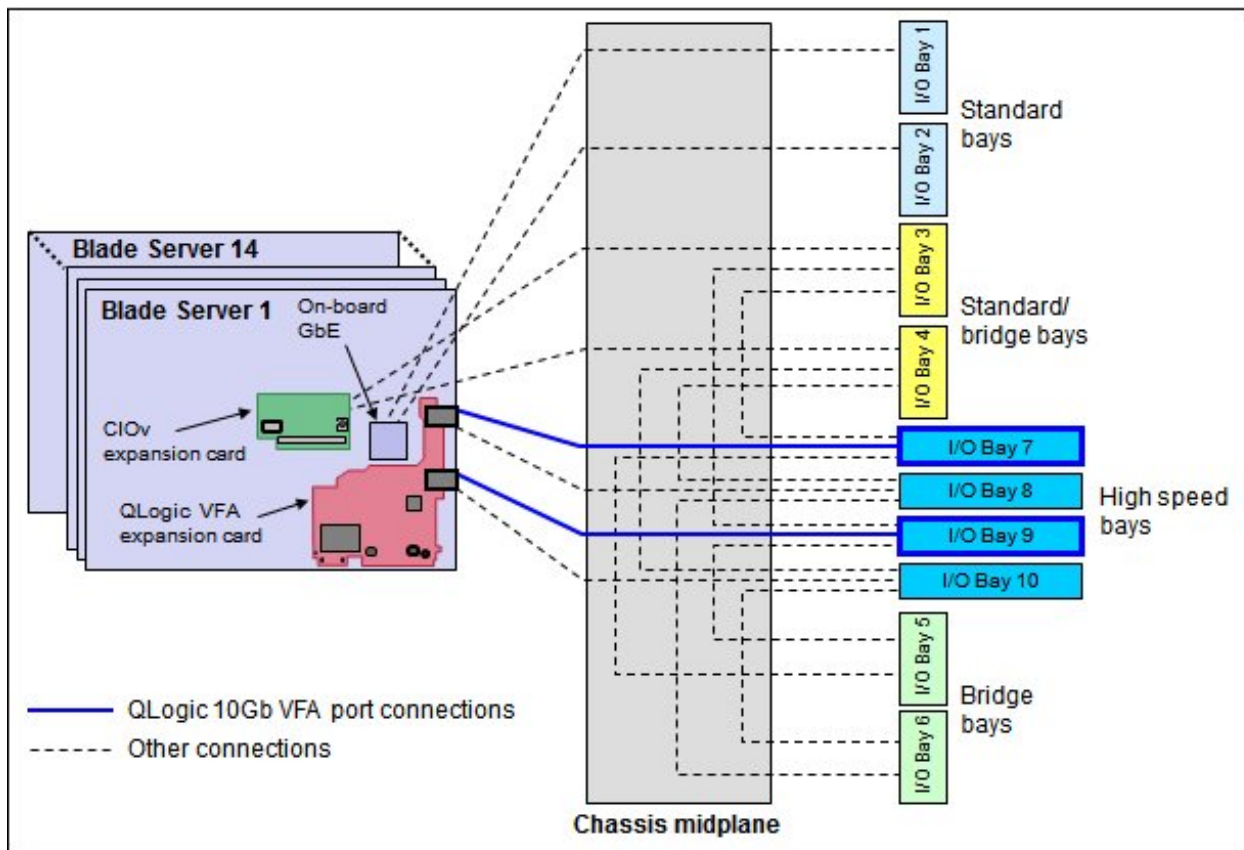 Blade Server 14
Blade Server 1
On-board
GbE
CIOv
expansion card
QLogic VFA
expansion card
QLogic 10Gb VFA port connections
Other connections
Chassis midplane
I/O Bay 1
I/O Bay 2
Standard
bays
I/O Bay 3
I/O Bay 4
Standard/
bridge bays
I/O Bay 7
I/O Bay 8
I/O Bay 9
I/O Bay 10
High speed
bays
I/O Bay 5
I/O Bay 6
Bridge
bays